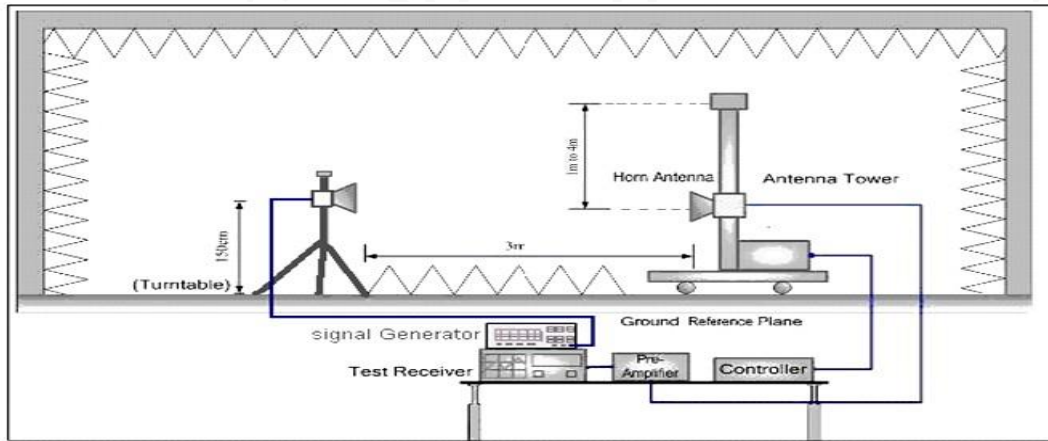 1m to 4m
Horn Antenna
Antenna Tower
150cm
3m
(Turntable)
Ground Reference Plane
signal Generator
Test Receiver
Pre-
Amplifier
Controller